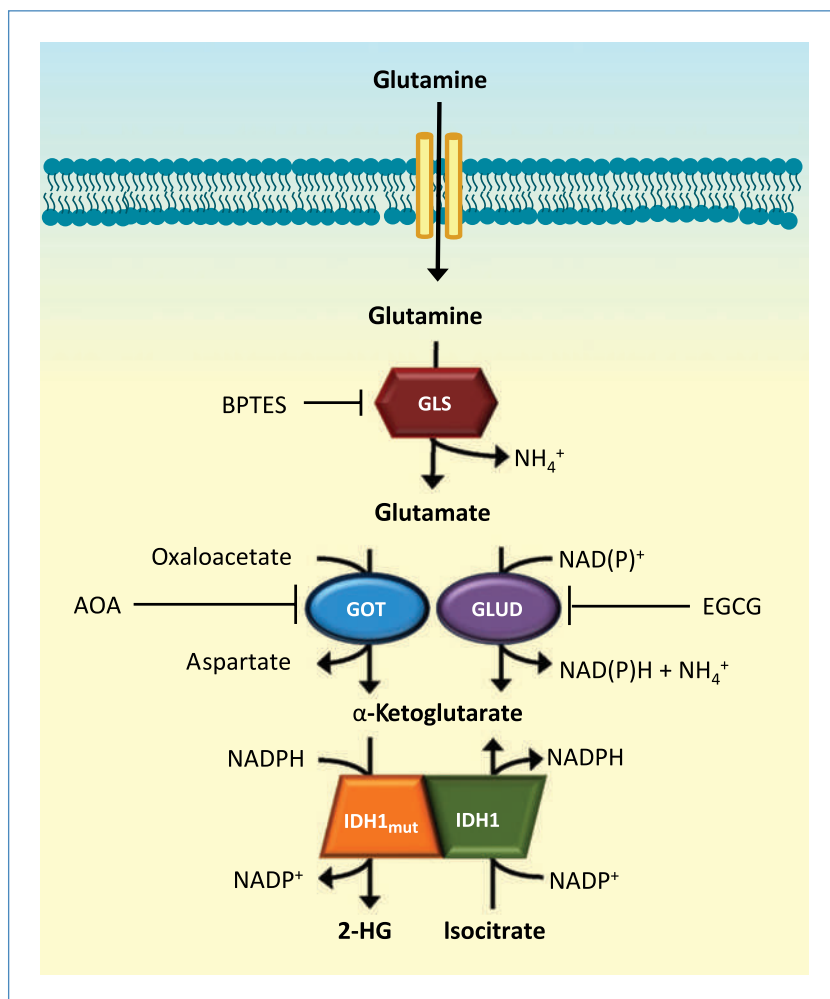 Glutamine
Glutamine
BPTES
GLS
NH₄⁺
Glutamate
Oxaloacetate
NAD(P)⁺
AOA
GOT
GLUD
EGCG
Aspartate
NAD(P)H + NH₄⁺
α-Ketoglutarate
NADPH
NADPH
IDH1mut
IDH1
NADP⁺
NADP⁺
2-HG
Isocitrate